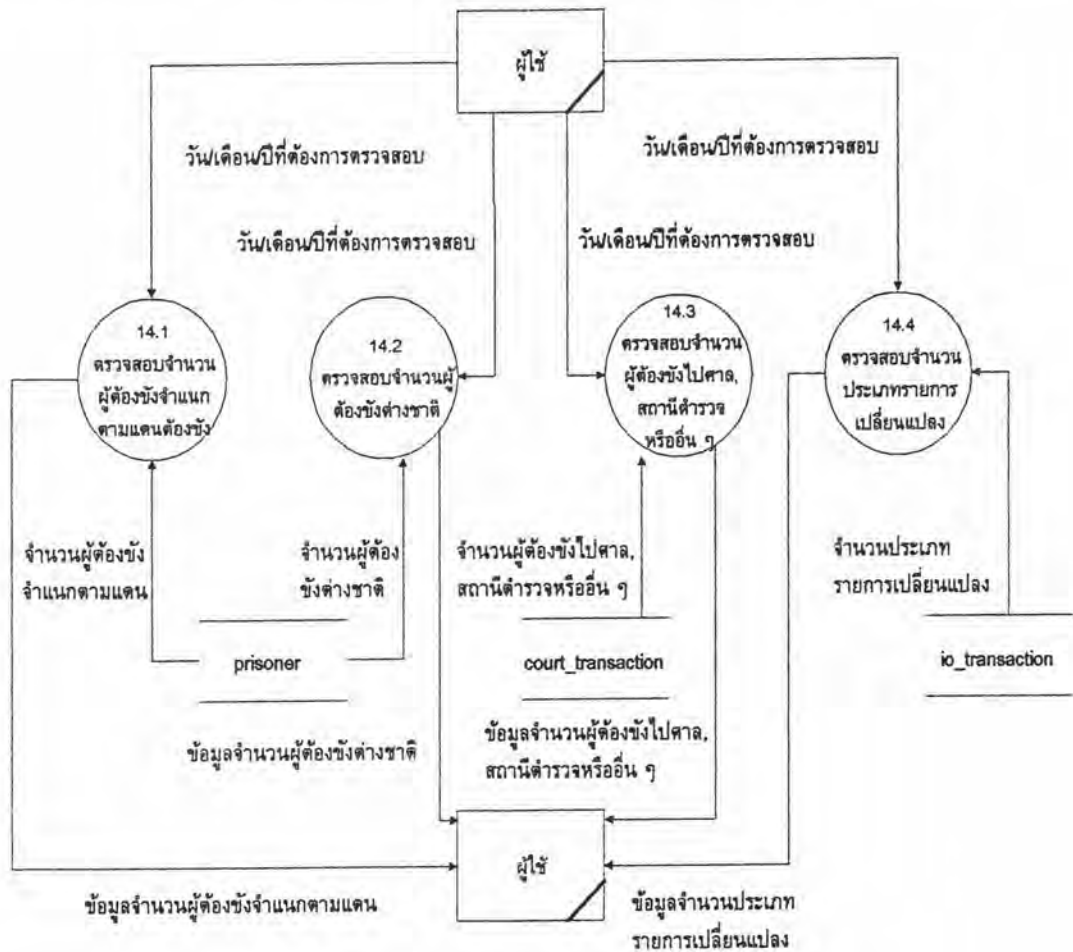 ผู้ใช้
วัน/เดือน/ปีที่ต้องการตรวจสอบ
วัน/เดือน/ปีที่ต้องการตรวจสอบ
วัน/เดือน/ปีที่ต้องการตรวจสอบ
วัน/เดือน/ปีที่ต้องการตรวจสอบ
14.1
ตรวจสอบจำนวน
ผู้ต้องขังจำแนก
ตามแดนต้องขัง
14.2
ตรวจสอบจำนวนผู้
ต้องขังต่างชาติ
14.3
ตรวจสอบจำนวน
ผู้ต้องขังไปศาล,
สถานีตำรวจ
หรืออื่น ๆ
14.4
ตรวจสอบจำนวน
ประเภทรายการ
เปลี่ยนแปลง
จำนวนผู้ต้องขัง
จำแนกตามแดน
จำนวนผู้ต้อง
ขังต่างชาติ
จำนวนผู้ต้องขังไปศาล,
สถานีตำรวจหรืออื่น ๆ
จำนวนประเภท
รายการเปลี่ยนแปลง
prisoner
court_transaction
io_transaction
ข้อมูลจำนวนผู้ต้องขังต่างชาติ
ข้อมูลจำนวนผู้ต้องขังไปศาล,
สถานีตำรวจหรืออื่น ๆ
ผู้ใช้
ข้อมูลจำนวนผู้ต้องขังจำแนกตามแดน
ข้อมูลจำนวนประเภท
รายการเปลี่ยนแปลง